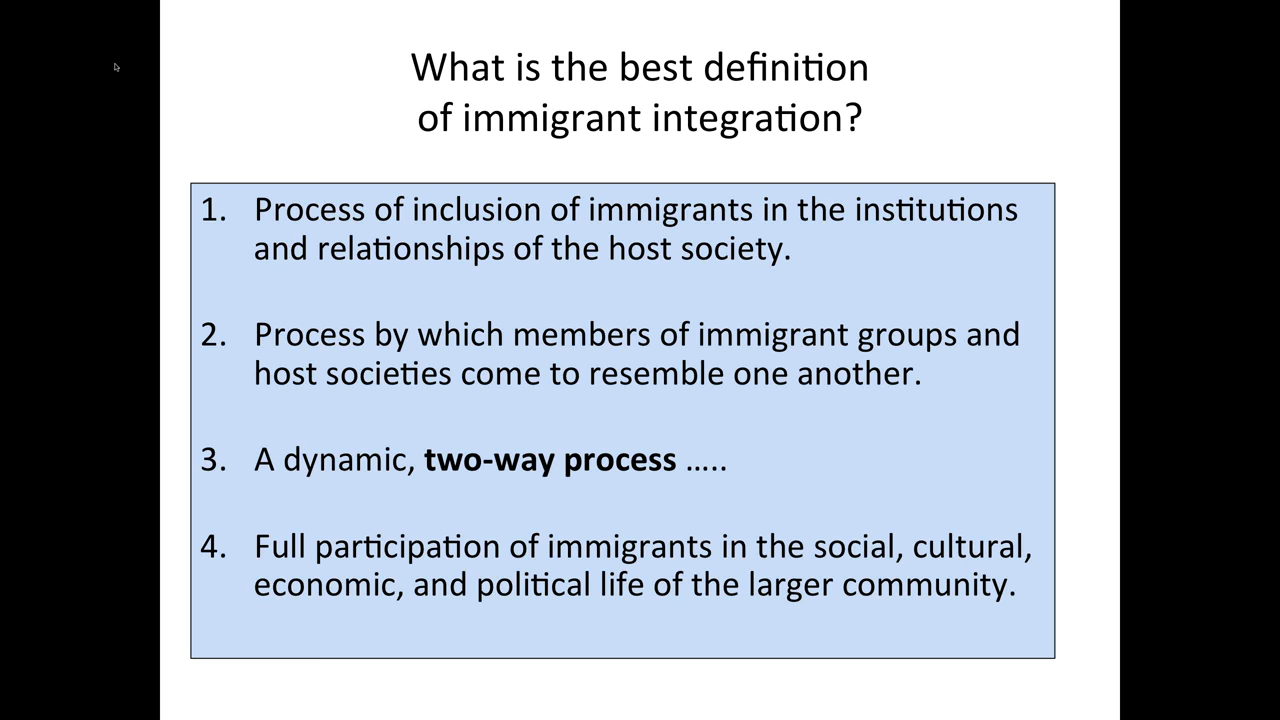 What is the best definition
of immigrant integration?
1. Process of inclusion of immigrants in the institutions
and relationships of the host society.
2. Process by which members of immigrant groups and
host societies come to resemble one another.
3. A dynamic, two-way process …..
4. Full participation of immigrants in the social, cultural,
economic, and political life of the larger community.